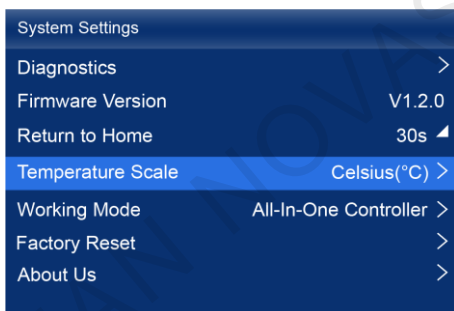 System Settings
Diagnostics >
Firmware Version V1.2.0
Return to Home 30s
Temperature Scale Celsius(°C) >
Working Mode All-In-One Controller >
Factory Reset >
About Us >